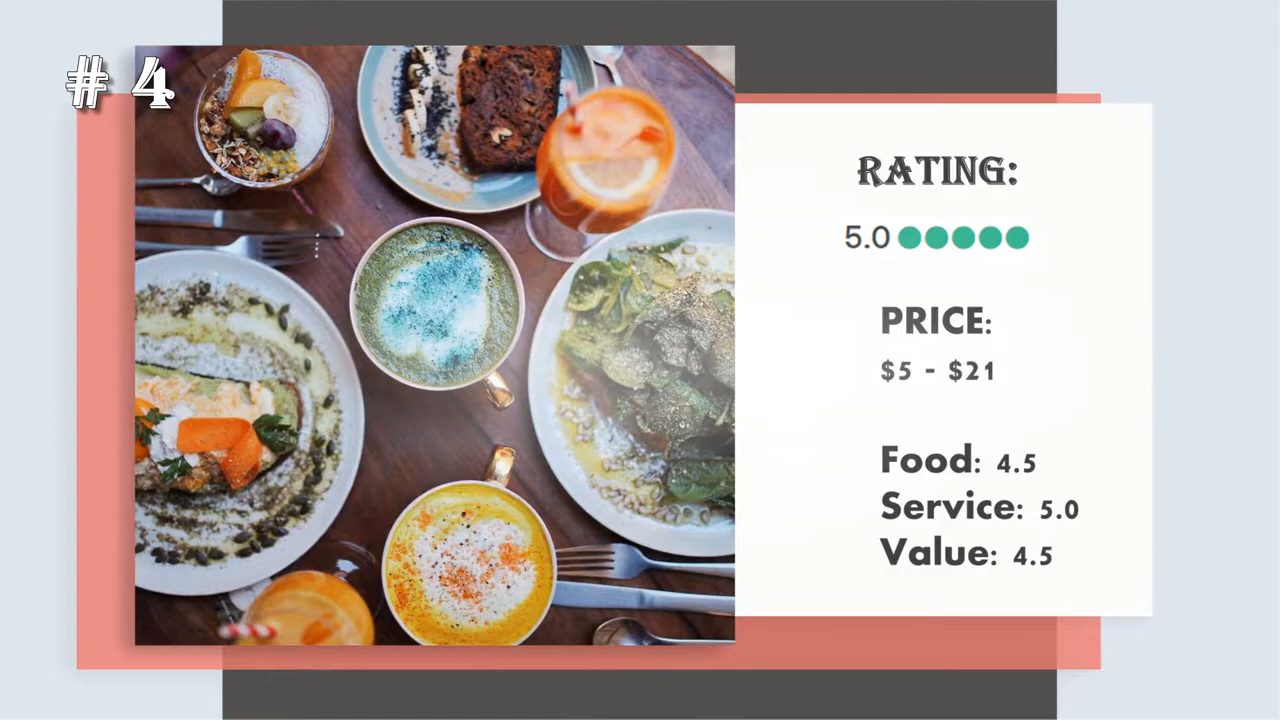 # 4
RATING:
5.0
PRICE:
$5 - $21
Food: 4.5
Service: 5.0
Value: 4.5